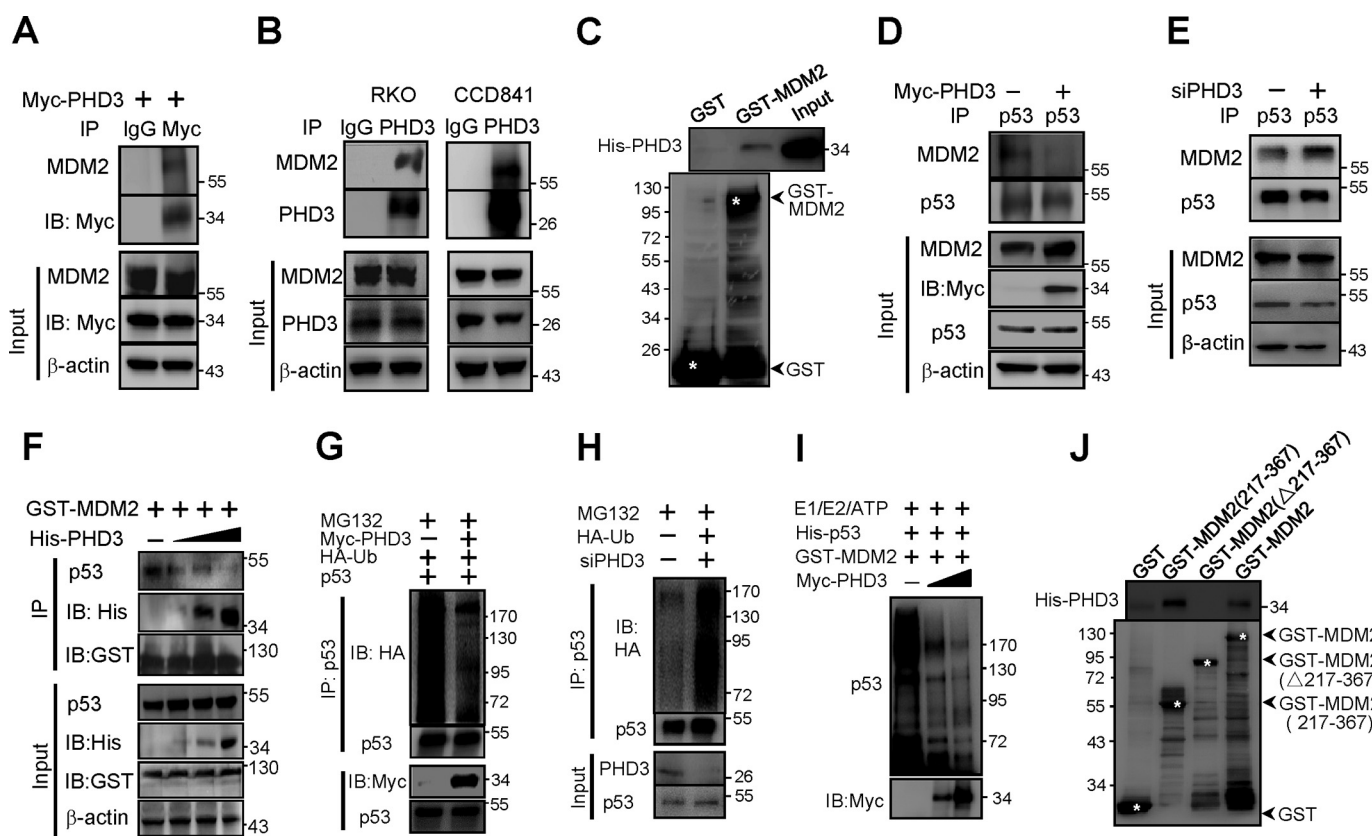 A
Myc-PHD3 + +
IP IgG Myc
MDM2
55
IB: Myc
34
Input
MDM2
55
IB: Myc
34
β-actin
43
B
RKO CCD841
IP IgG PHD3 IgG PHD3
MDM2
55
PHD3
26
Input
MDM2
55
PHD3
26
β-actin
43
C
GST GST-MDM2 Input
His-PHD3
34
130
95
72
55
43
34
26
* *
GST-
MDM2
GST
D
Myc-PHD3 − +
IP p53 p53
MDM2
55
p53
55
Input
MDM2
55
IB:Myc
34
p53
55
β-actin
43
E
siPHD3 − +
IP p53 p53
MDM2
55
p53
55
Input
MDM2
55
p53
55
β-actin
43
F
GST-MDM2 + + + +
His-PHD3 −
IP
p53
55
IB: His
34
IB:GST
130
Input
p53
55
IB:His
34
IB:GST
130
β-actin
43
G
MG132 + +
Myc-PHD3 − +
HA-Ub + +
p53 + +
IP: p53
IB: HA
170
130
95
72
p53
55
IB:Myc
34
p53
55
H
MG132 + +
HA-Ub − +
siPHD3 − +
IP: p53
IB:
HA
170
130
95
72
p53
55
Input
PHD3
26
p53
55
I
E1/E2/ATP + + +
His-p53 + + +
GST-MDM2 + + +
Myc-PHD3 −
p53
170
130
95
72
IB:Myc
34
J
GST GST-MDM2(217-367) GST-MDM2(△217-367) GST-MDM2
His-PHD3
34
130
95
72
55
43
34
* * * *
GST-MDM2
GST-MDM2
(△217-367
GST-MDM2
( 217-367)
GST